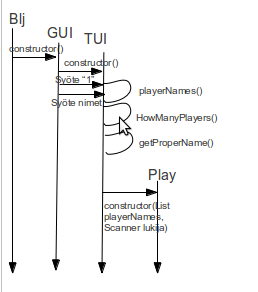 Blj
GUI
TUI
constructor()
constructor()
Syöte "1"
playerNames()
Syöte nimet
HowManyPlayers()
getProperName()
Play
constructor(List
playerNames,
Scanner lukija)